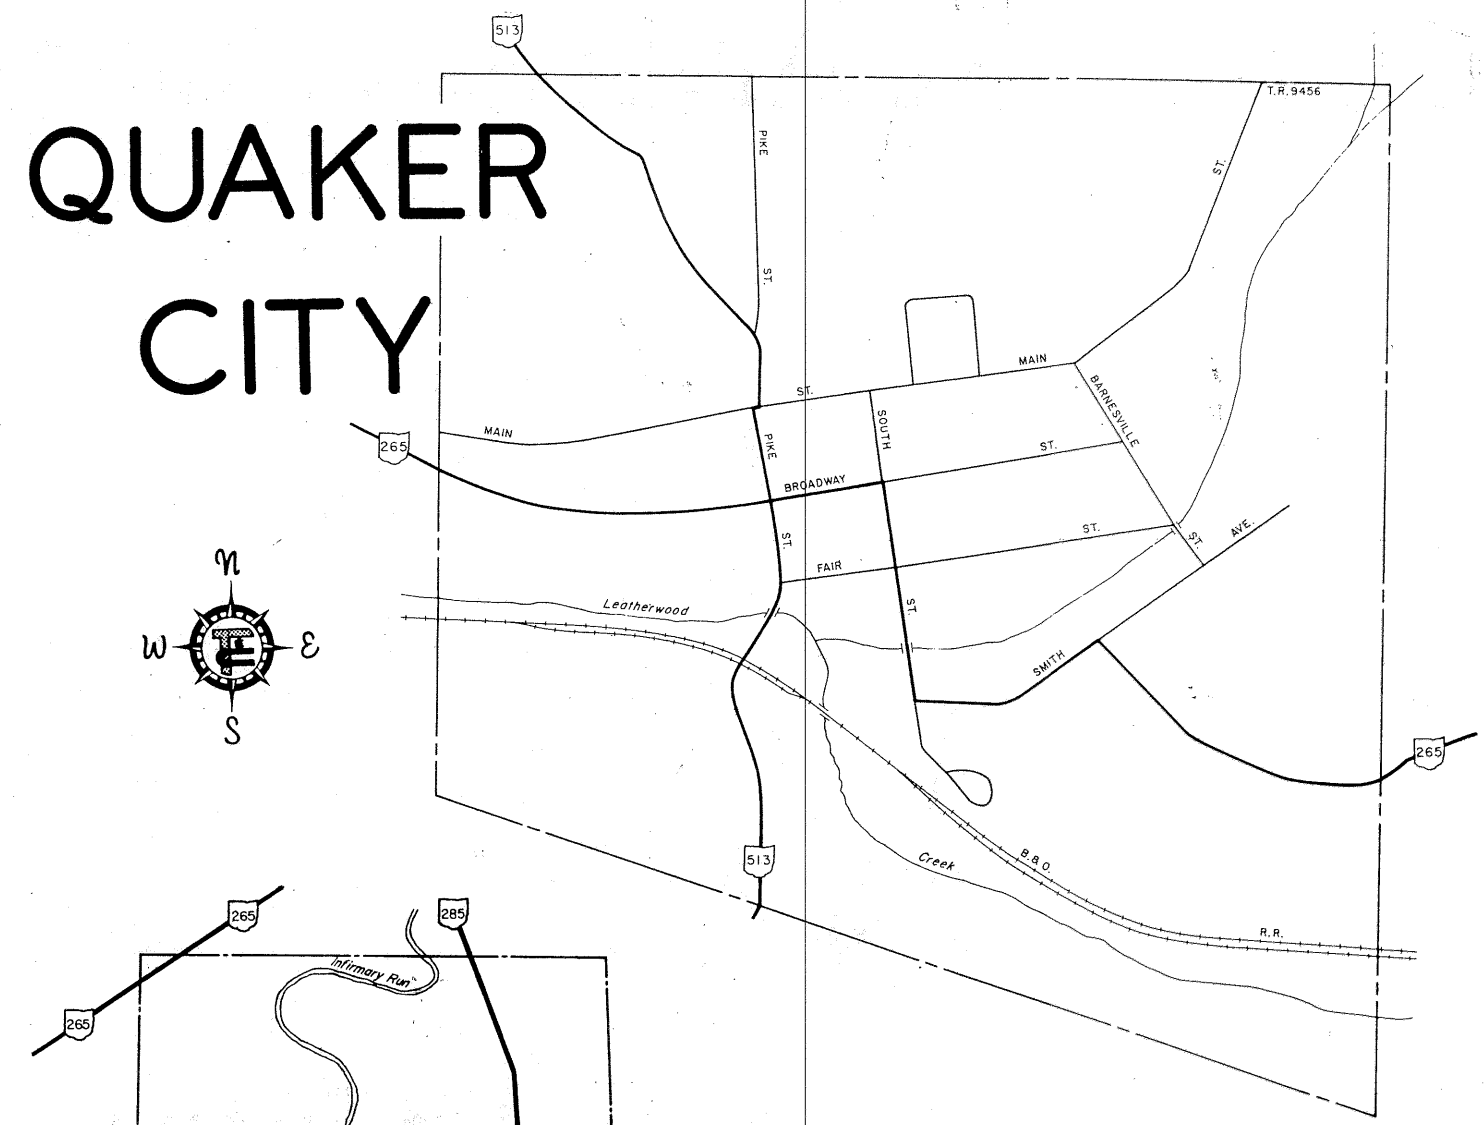 513
T.R. 9456
QUAKER
CITY
PIKE
ST.
ST.
MAIN
ST.
MAIN
BARNESVILLE
ST.
265
PIKE
ST.
SOUTH
ST.
BROADWAY
ST.
FAIR
ST.
AVE.
SMITH
N
W
E
S
Leatherwood
Creek
265
513
B. & O.
R.R.
265
285
"Infirmary Run"
265